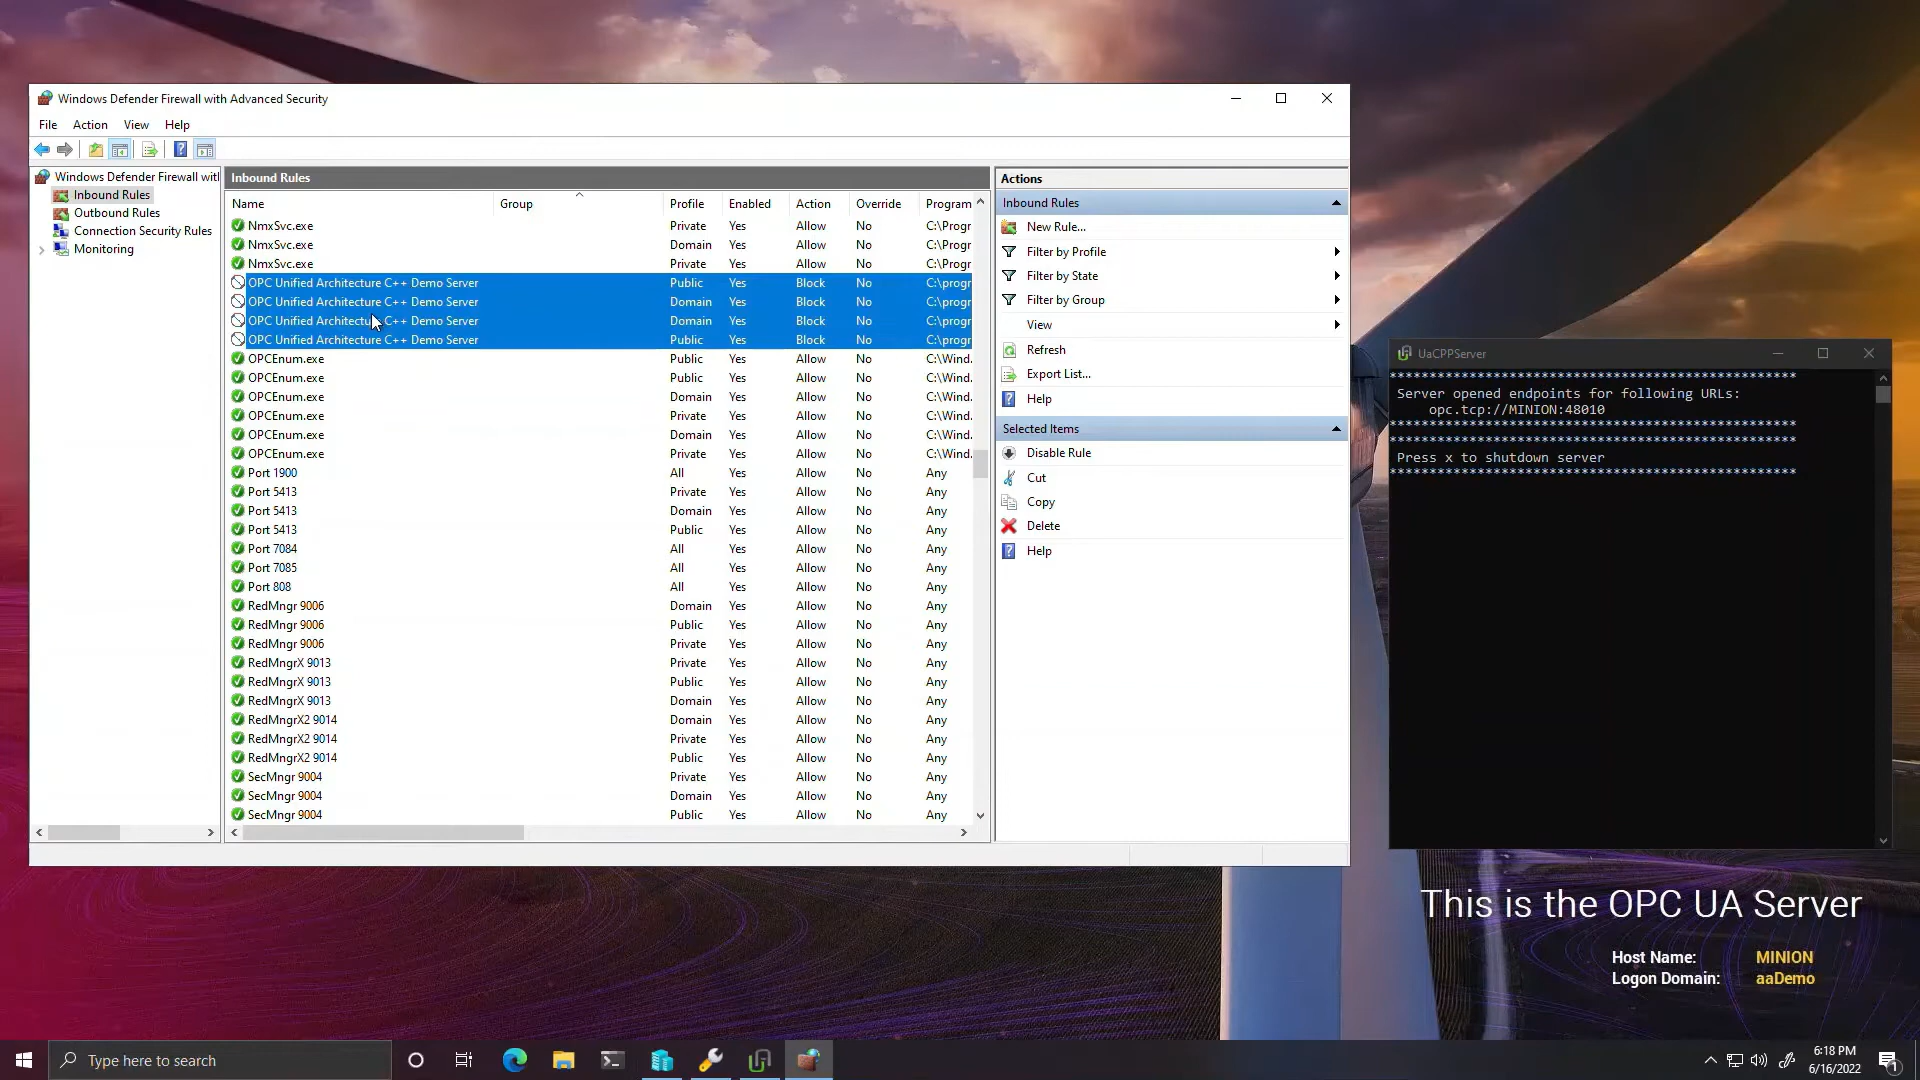 Windows Defender Firewall with Advanced Security
File Action View Help
Windows Defender Firewall with
Inbound Rules
Outbound Rules
Connection Security Rules
Monitoring
Inbound Rules
Name Group Profile Enabled Action Override Program
NmxSvc.exe Private Yes Allow No C:\Progr
NmxSvc.exe Domain Yes Allow No C:\Progr
NmxSvc.exe Private Yes Allow No C:\Progr
OPC Unified Architecture C++ Demo Server Public Yes Block No C:\progr
OPC Unified Architecture C++ Demo Server Domain Yes Block No C:\progr
OPC Unified Architecture C++ Demo Server Domain Yes Block No C:\progr
OPC Unified Architecture C++ Demo Server Public Yes Block No C:\progr
OPCEnum.exe Public Yes Allow No C:\Wind.
OPCEnum.exe Public Yes Allow No C:\Wind.
OPCEnum.exe Domain Yes Allow No C:\Wind.
OPCEnum.exe Private Yes Allow No C:\Wind.
OPCEnum.exe Domain Yes Allow No C:\Wind.
OPCEnum.exe Private Yes Allow No C:\Wind.
Port 1900 All Yes Allow No Any
Port 5413 Private Yes Allow No Any
Port 5413 Domain Yes Allow No Any
Port 5413 Public Yes Allow No Any
Port 7084 All Yes Allow No Any
Port 7085 All Yes Allow No Any
Port 808 All Yes Allow No Any
RedMngr 9006 Domain Yes Allow No Any
RedMngr 9006 Public Yes Allow No Any
RedMngr 9006 Private Yes Allow No Any
RedMngrX 9013 Private Yes Allow No Any
RedMngrX 9013 Public Yes Allow No Any
RedMngrX 9013 Domain Yes Allow No Any
RedMngrX2 9014 Domain Yes Allow No Any
RedMngrX2 9014 Private Yes Allow No Any
RedMngrX2 9014 Public Yes Allow No Any
SecMngr 9004 Private Yes Allow No Any
SecMngr 9004 Domain Yes Allow No Any
SecMngr 9004 Public Yes Allow No Any
Actions
Inbound Rules
New Rule...
Filter by Profile
Filter by State
Filter by Group
View
Refresh
Export List...
Help
Selected Items
Disable Rule
Cut
Copy
Delete
Help
UaCPPServer
***************************************************
Server opened endpoints for following URLs:
opc.tcp://MINION:48010
***************************************************
***************************************************
Press x to shutdown server
***************************************************
This is the OPC UA Server
Host Name: MINION
Logon Domain: aaDemo
Type here to search
6:18 PM
6/16/2022
1